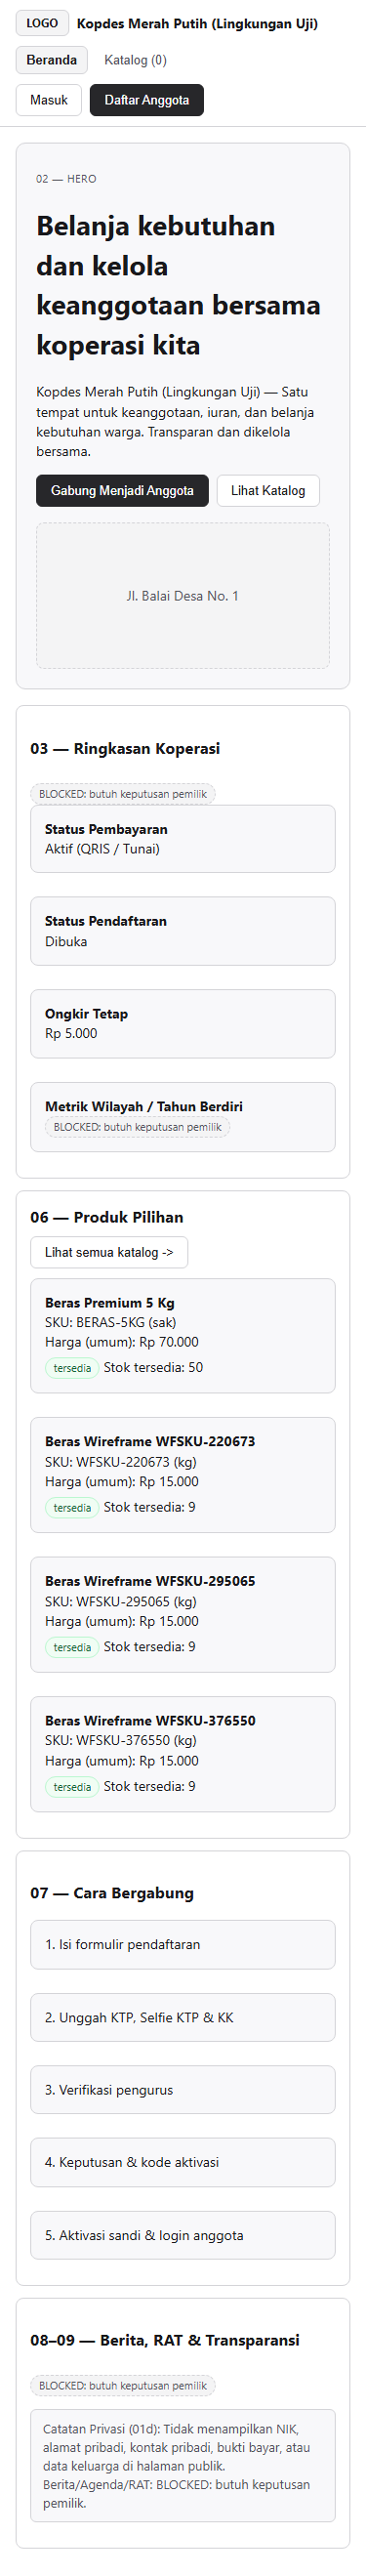 LOGO Kopdes Merah Putih (Lingkungan Uji)
Beranda Katalog (0)
Masuk Daftar Anggota
02 — HERO
Belanja kebutuhan
dan kelola
keanggotaan bersama
koperasi kita
Kopdes Merah Putih (Lingkungan Uji) — Satu
tempat untuk keanggotaan, iuran, dan belanja
kebutuhan warga. Transparan dan dikelola
bersama.
Gabung Menjadi Anggota Lihat Katalog
Jl. Balai Desa No. 1
03 — Ringkasan Koperasi
BLOCKED: butuh keputusan pemilik
Status Pembayaran
Aktif (QRIS / Tunai)
Status Pendaftaran
Dibuka
Ongkir Tetap
Rp 5.000
Metrik Wilayah / Tahun Berdiri
BLOCKED: butuh keputusan pemilik
06 — Produk Pilihan
Lihat semua katalog ->
Beras Premium 5 Kg
SKU: BERAS-5KG (sak)
Harga (umum): Rp 70.000
tersedia Stok tersedia: 50
Beras Wireframe WFSKU-220673
SKU: WFSKU-220673 (kg)
Harga (umum): Rp 15.000
tersedia Stok tersedia: 9
Beras Wireframe WFSKU-295065
SKU: WFSKU-295065 (kg)
Harga (umum): Rp 15.000
tersedia Stok tersedia: 9
Beras Wireframe WFSKU-376550
SKU: WFSKU-376550 (kg)
Harga (umum): Rp 15.000
tersedia Stok tersedia: 9
07 — Cara Bergabung
1. Isi formulir pendaftaran
2. Unggah KTP, Selfie KTP & KK
3. Verifikasi pengurus
4. Keputusan & kode aktivasi
5. Aktivasi sandi & login anggota
08–09 — Berita, RAT & Transparansi
BLOCKED: butuh keputusan pemilik
Catatan Privasi (01d): Tidak menampilkan NIK,
alamat pribadi, kontak pribadi, bukti bayar, atau
data keluarga di halaman publik.
Berita/Agenda/RAT: BLOCKED: butuh keputusan
pemilik.